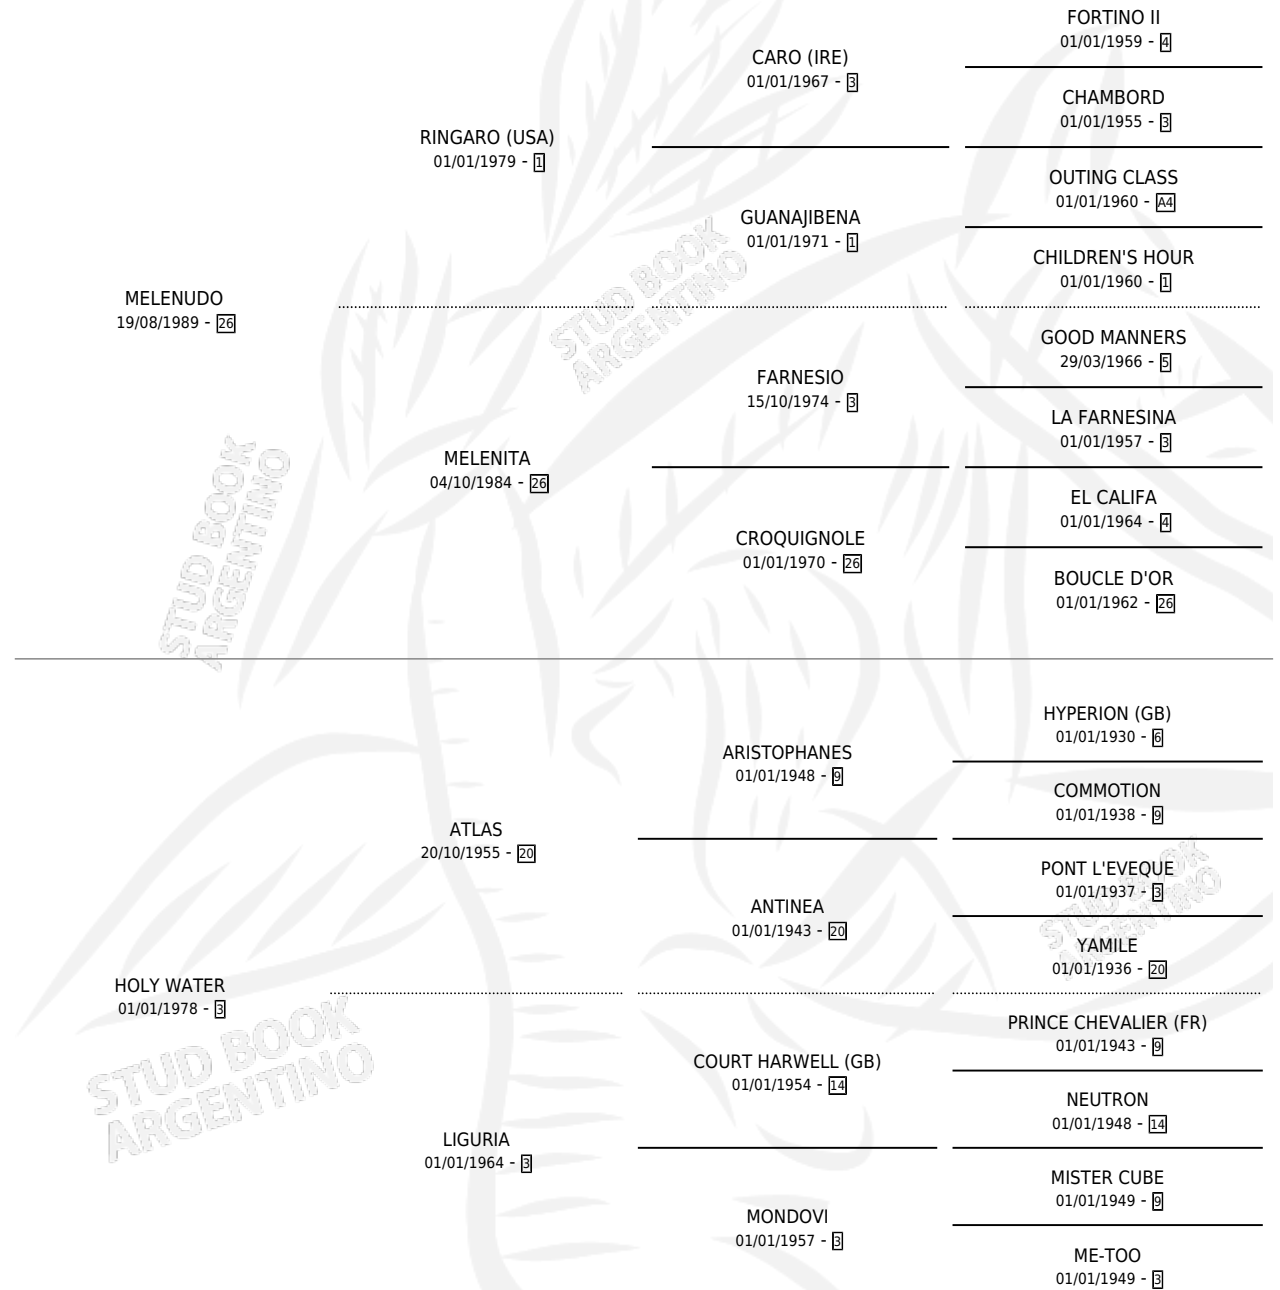 FORTINO II
01/01/1959 - 4
CARO (IRE)
01/01/1967 - 3
CHAMBORD
01/01/1955 - 3
RINGARO (USA)
01/01/1979 - 1
OUTING CLASS
01/01/1960 - A4
GUANAJIBENA
01/01/1971 - 1
CHILDREN'S HOUR
01/01/1960 - 1
MELENUDO
19/08/1989 - 26
GOOD MANNERS
29/03/1966 - 5
FARNESIO
15/10/1974 - 3
LA FARNESINA
01/01/1957 - 3
MELENITA
04/10/1984 - 26
EL CALIFA
01/01/1964 - 4
CROQUIGNOLE
01/01/1970 - 26
BOUCLE D'OR
01/01/1962 - 26
HYPERION (GB)
01/01/1930 - 6
ARISTOPHANES
01/01/1948 - 9
COMMOTION
01/01/1938 - 9
ATLAS
20/10/1955 - 20
PONT L'EVEQUE
01/01/1937 - 3
ANTINEA
01/01/1943 - 20
YAMILE
01/01/1936 - 20
HOLY WATER
01/01/1978 - 3
PRINCE CHEVALIER (FR)
01/01/1943 - 9
COURT HARWELL (GB)
01/01/1954 - 14
NEUTRON
01/01/1948 - 14
LIGURIA
01/01/1964 - 3
MISTER CUBE
01/01/1949 - 9
MONDOVI
01/01/1957 - 3
ME-TOO
01/01/1949 - 3
STUD BOOK
ARGENTINO
STUD BOOK
ARGENTINO
STUD BOOK
ARGENTINO
STUD BOOK
ARGENTINO